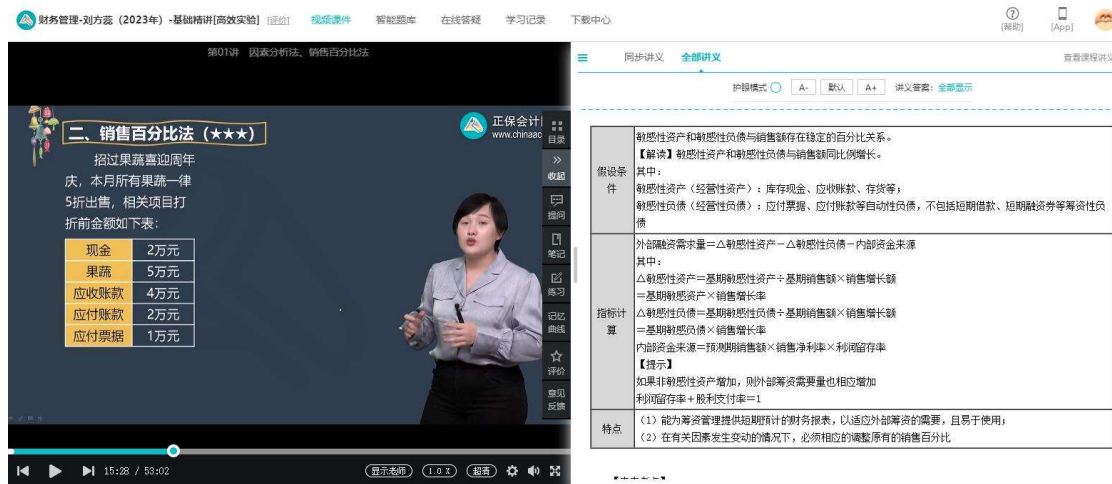 财务管理-刘方蕊（2023年）-基础精讲[高效实验] [评价] 视频课件 智能题库 在线答疑 学习记录 下载中心
[帮助] [App]
第01讲 因素分析法、销售百分比法
二、销售百分比法（★★★）
招过果蔬喜迎周年
庆，本月所有果蔬一律
5折出售，相关项目打
折前金额如下表：
现金 2万元
果蔬 5万元
应收账款 4万元
应付账款 2万元
应付票据 1万元
正保会计
www.chinaac
目录
收起
提问
笔记
练习
记忆
曲线
评价
意见
反馈
15:28 / 53:02 显示老师 1.0 X 超清
同步讲义 全部讲义 查看课程讲义
护眼模式 A- 默认 A+ 讲义答案：全部显示
假设条
件
敏感性资产和敏感性负债与销售额存在稳定的百分比关系。
【解读】敏感性资产和敏感性负债与销售额同比例增长。
其中：
敏感性资产（经营性资产）：库存现金、应收账款、存货等；
敏感性负债（经营性负债）：应付票据、应付账款等自动性负债，不包括短期借款、短期融资券等筹资性负
债
指标计
算
外部融资需求量＝△敏感性资产－△敏感性负债－内部资金来源
其中：
△敏感性资产＝基期敏感性资产÷基期销售额×销售增长额
＝基期敏感资产×销售增长率
△敏感性负债＝基期敏感性负债÷基期销售额×销售增长额
＝基期敏感负债×销售增长率
内部资金来源＝预测期销售额×销售净利率×利润留存率
【提示】
如果非敏感性资产增加，则外部筹资需要量也相应增加
利润留存率＋股利支付率＝1
特点
（1）能为筹资管理提供短期预计的财务报表，以适应外部筹资的需要，且易于使用；
（2）在有关因素发生变动的情况下，必须相应的调整原有的销售百分比